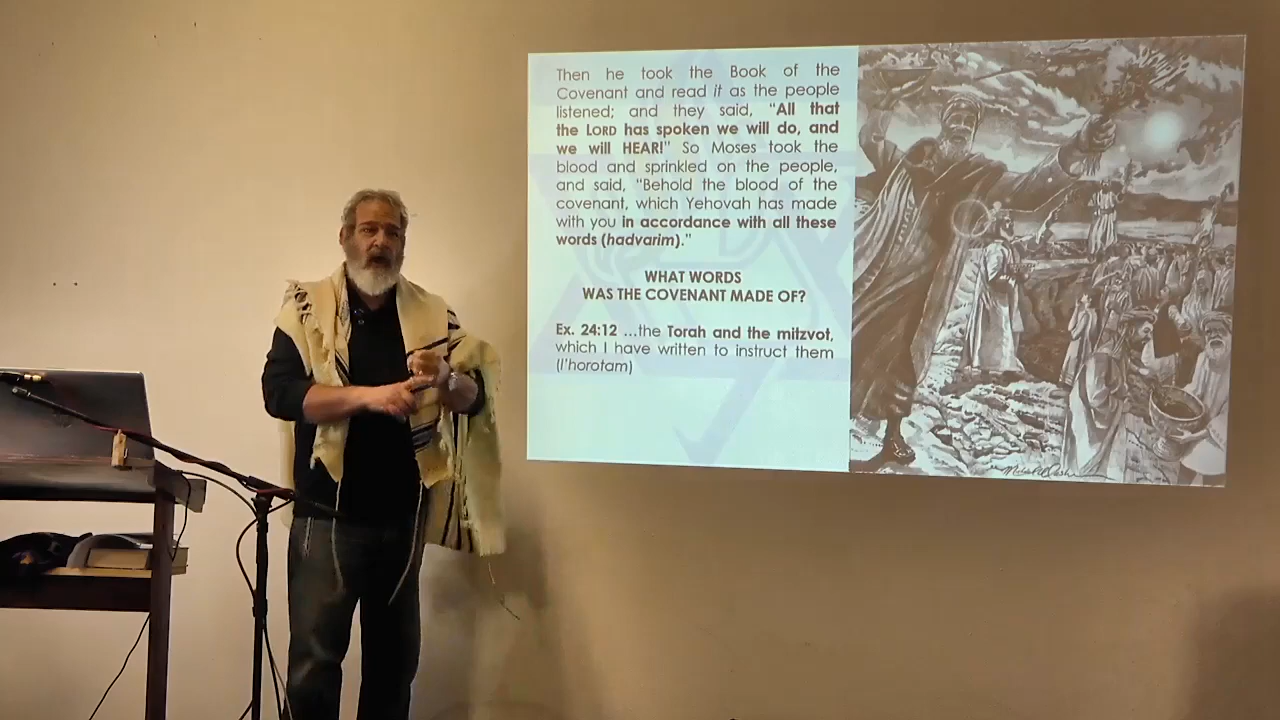 Then he took the Book of the
Covenant and read it as the people
listened; and they said, "All that
the LORD has spoken we will do, and
we will HEAR!" So Moses took the
blood and sprinkled on the people,
and said, "Behold the blood of the
covenant, which Yehovah has made
with you in accordance with all these
words (hadvarim)."
WHAT WORDS
WAS THE COVENANT MADE OF?
Ex. 24:12 ...the Torah and the mitzvot,
which I have written to instruct them
(l'horotam)